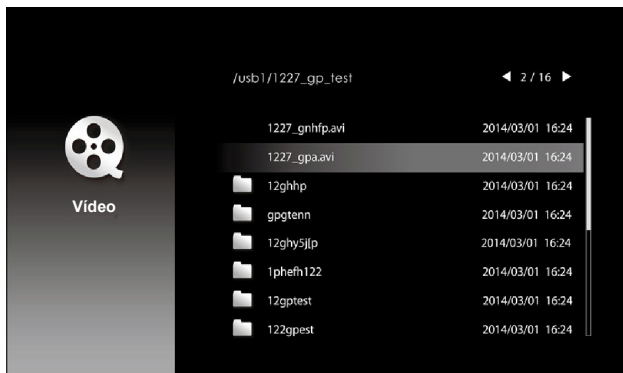 /usb1/1227_gp_test 2 / 16
1227_gnhfp.avi 2014/03/01 16:24
1227_gpa.avi 2014/03/01 16:24
12ghhp 2014/03/01 16:24
Vídeo
gpgtenn 2014/03/01 16:24
12ghy5j[p 2014/03/01 16:24
1phefh122 2014/03/01 16:24
12gptest 2014/03/01 16:24
122gpest 2014/03/01 16:24